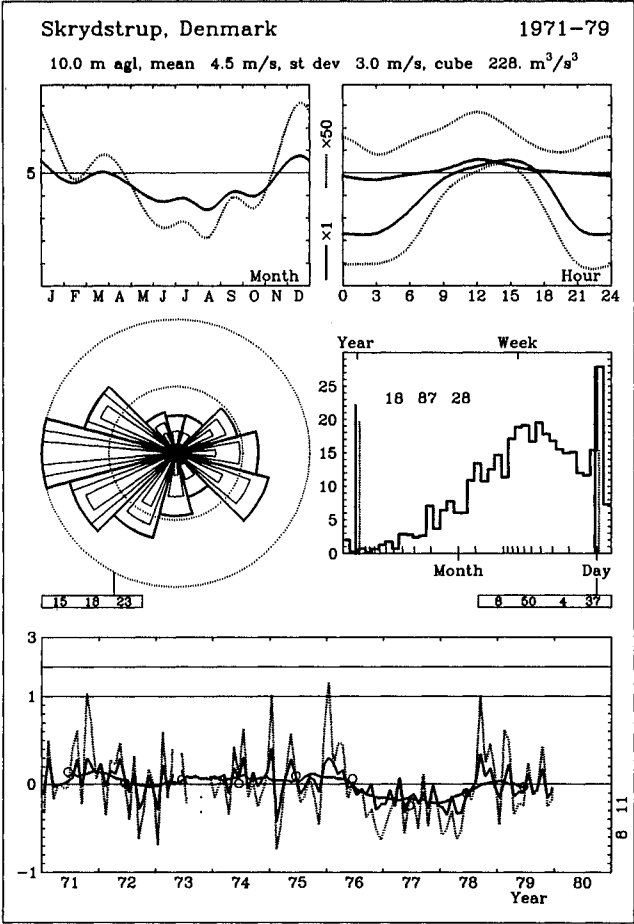 Skrydstrup, Denmark 1971-79
10.0 m agl, mean 4.5 m/s, st dev 3.0 m/s, cube 228. m³/s³
5
×1 ×50
Month
J F M A M J J A S O N D
Hour
0 3 6 9 12 15 18 21 24
Year Week
25
20
15
10
5
0
18 87 28
Month Day
15 18 23
8 50 4 37
3
1
0
-1
8 11
71 72 73 74 75 76 77 78 79 80
Year